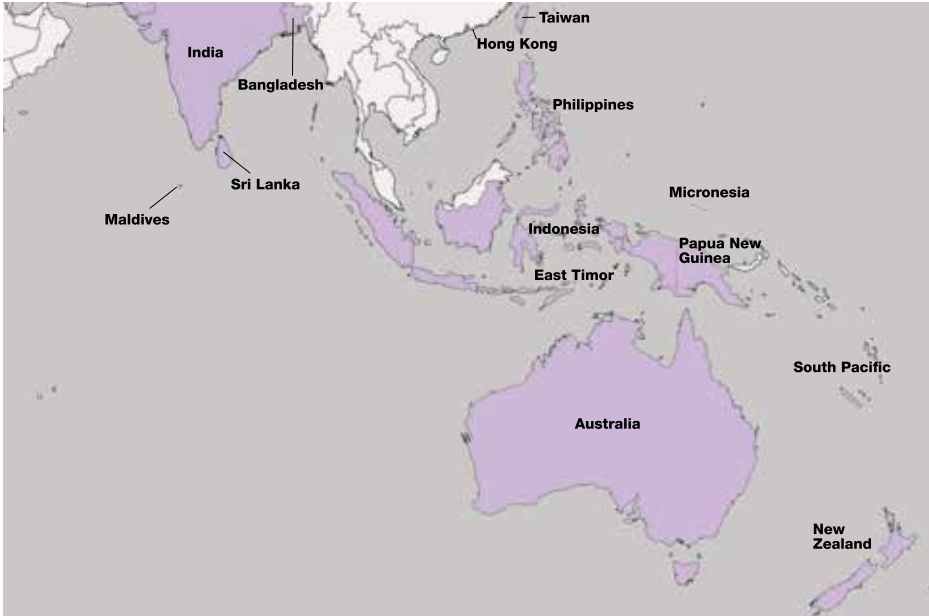 Taiwan
Hong Kong
India
Bangladesh
Philippines
Sri Lanka
Micronesia
Maldives
Indonesia
Papua New
Guinea
East Timor
South Pacific
Australia
New
Zealand